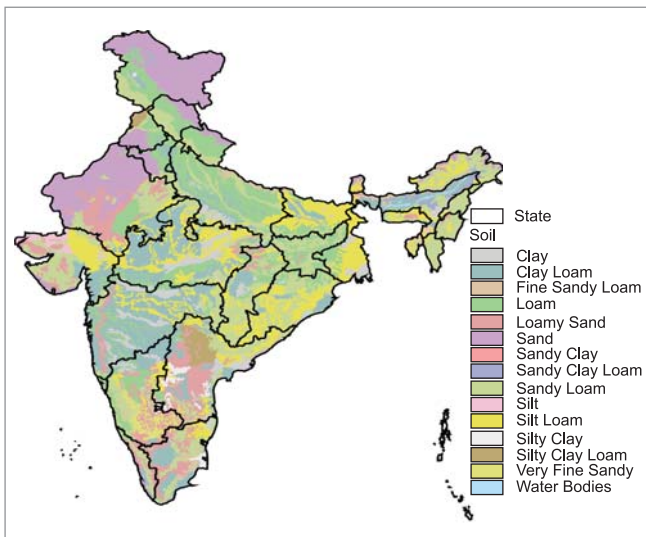 State
Soil
Clay
Clay Loam
Fine Sandy Loam
Loam
Loamy Sand
Sand
Sandy Clay
Sandy Clay Loam
Sandy Loam
Silt
Silt Loam
Silty Clay
Silty Clay Loam
Very Fine Sandy
Water Bodies